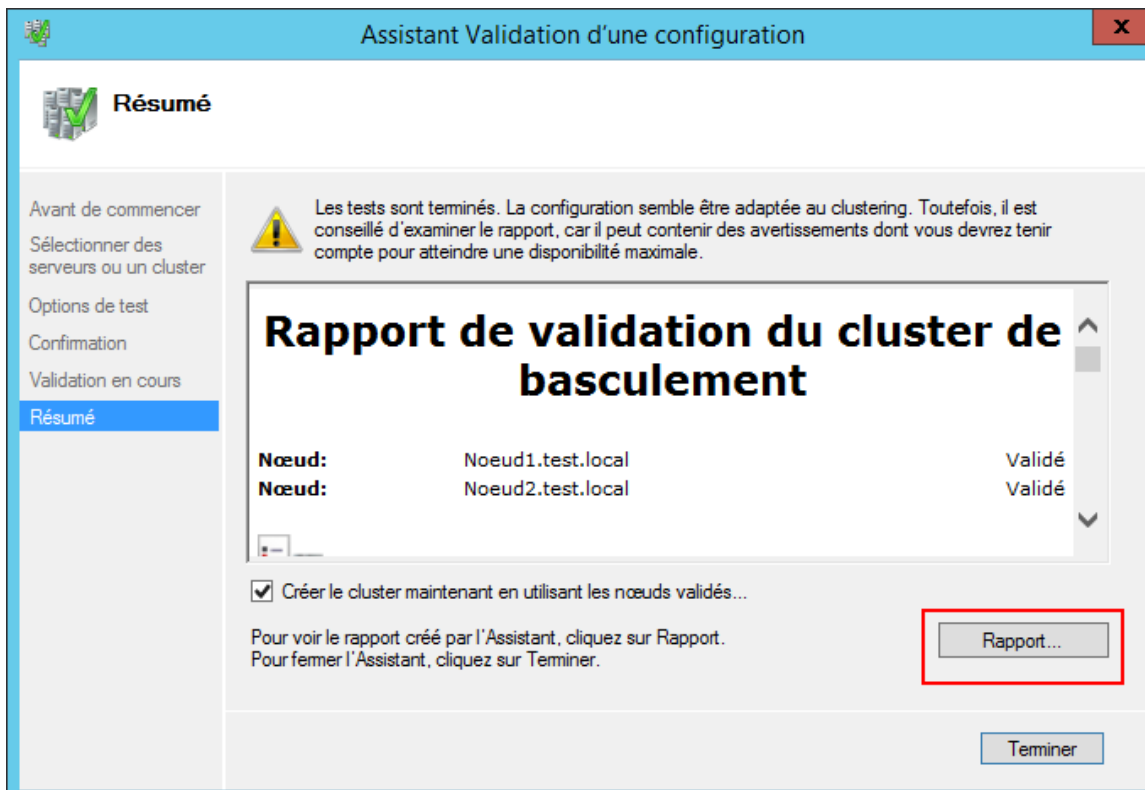 Assistant Validation d'une configuration
x
Résumé
Avant de commencer
Sélectionner des
serveurs ou un cluster
Options de test
Confirmation
Validation en cours
Résumé
Les tests sont terminés. La configuration semble être adaptée au clustering. Toutefois, il est
conseillé d'examiner le rapport, car il peut contenir des avertissements dont vous devrez tenir
compte pour atteindre une disponibilité maximale.
Rapport de validation du cluster de
basculement
Nœud: Noeud1.test.local Validé
Nœud: Noeud2.test.local Validé
Créer le cluster maintenant en utilisant les nœuds validés...
Pour voir le rapport créé par l'Assistant, cliquez sur Rapport.
Pour fermer l'Assistant, cliquez sur Terminer.
Rapport...
Terminer